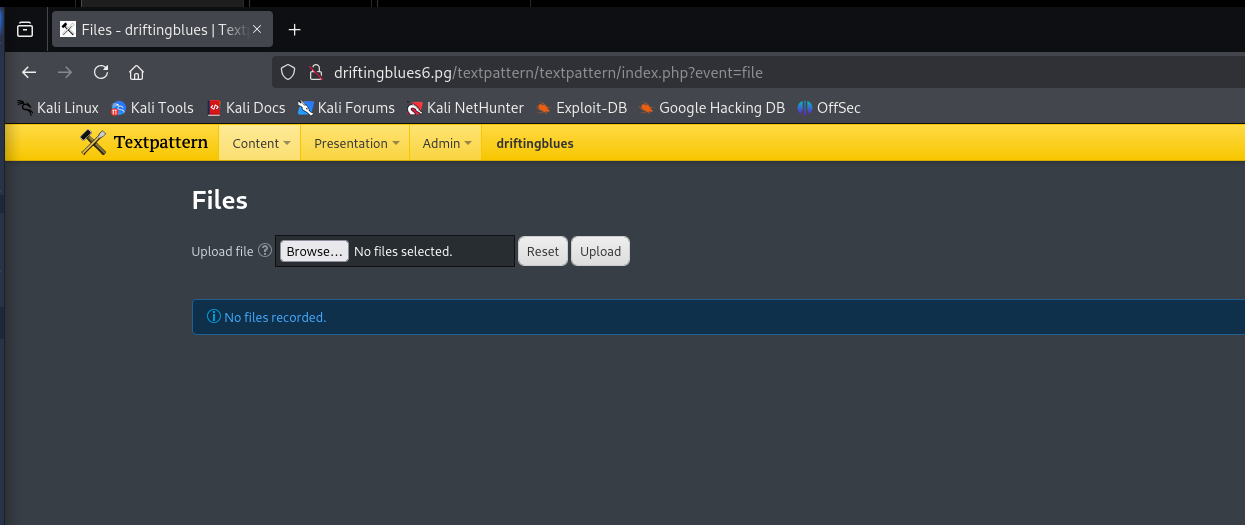 Files - driftingblues | Text
driftingblues6.pg/textpattern/textpattern/index.php?event=file
Kali Linux Kali Tools Kali Docs Kali Forums Kali NetHunter Exploit-DB Google Hacking DB OffSec
Textpattern Content Presentation Admin driftingblues
Files
Upload file ? Browse... No files selected. Reset Upload
No files recorded.